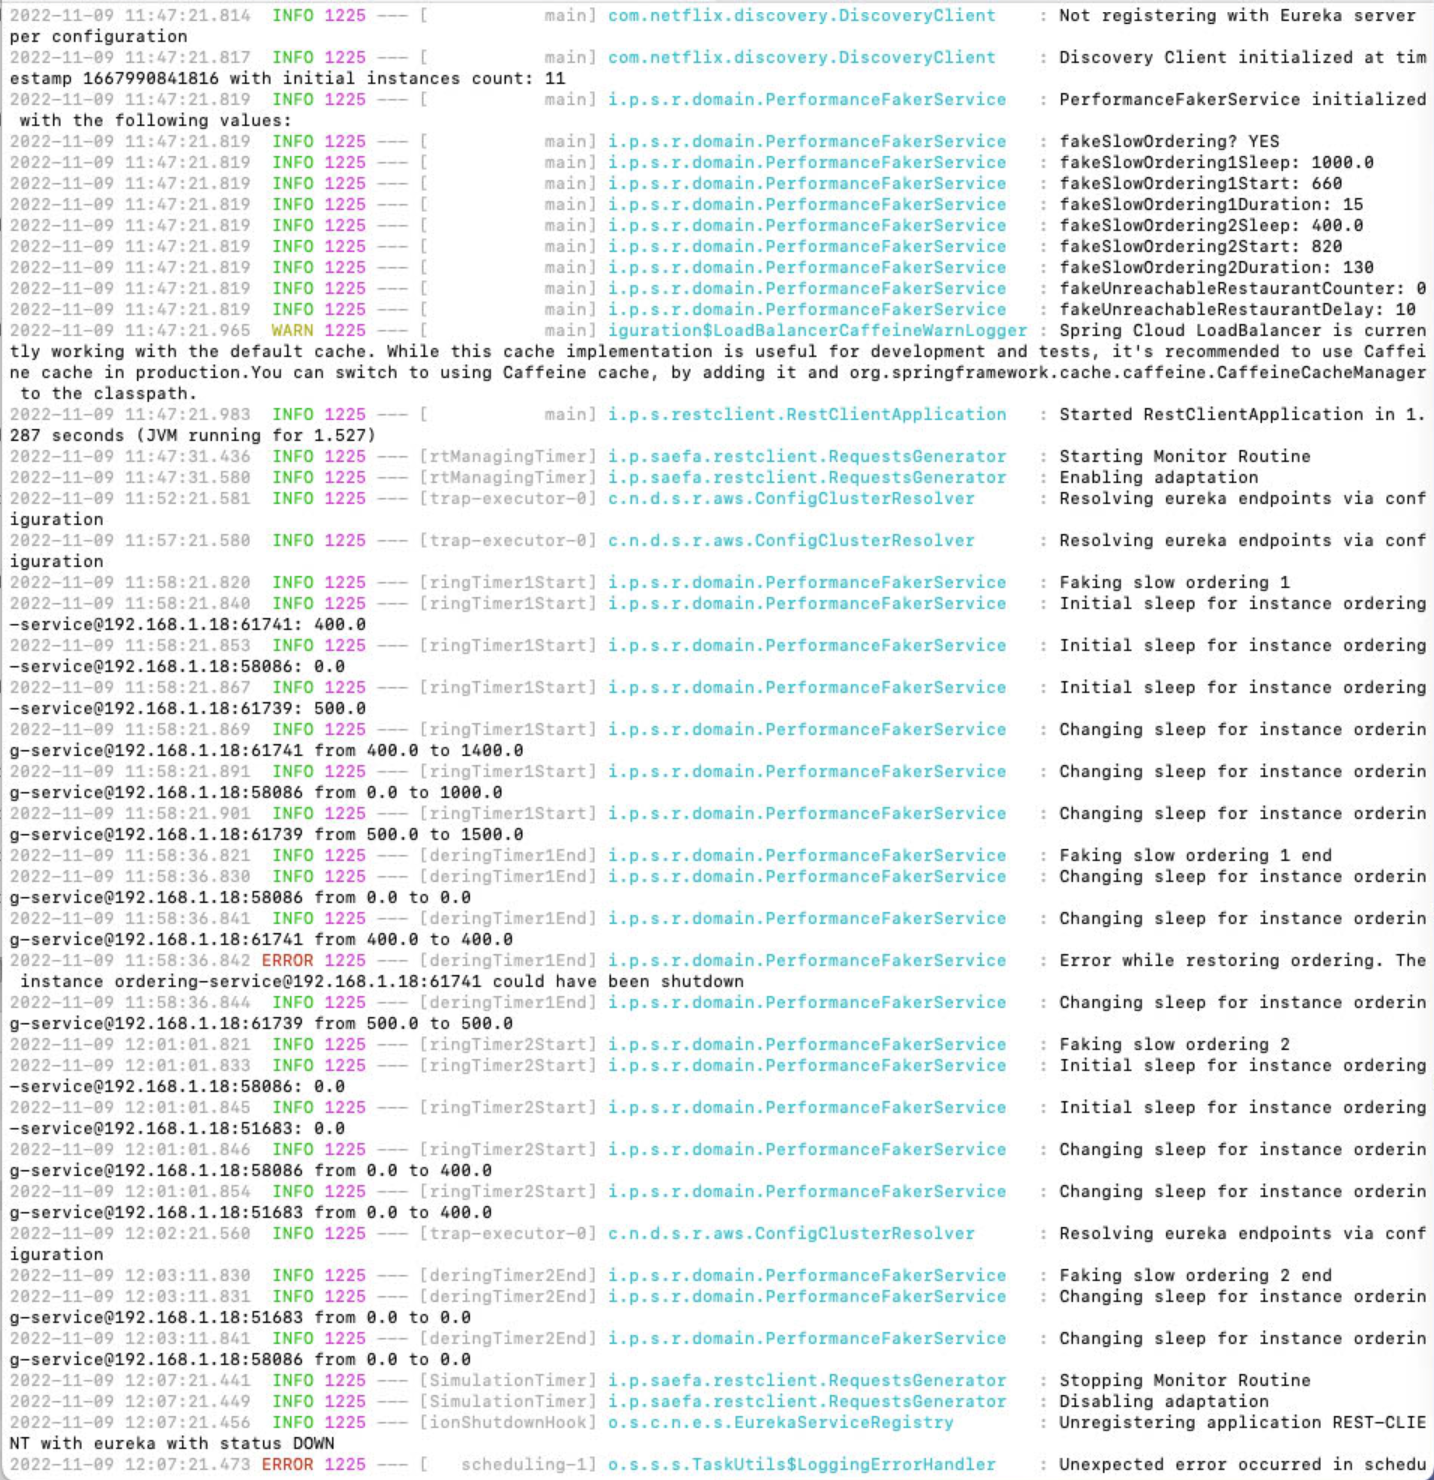 2022-11-09 11:47:21.814  INFO 1225 --- [           main] com.netflix.discovery.DiscoveryClient    : Not registering with Eureka server
per configuration
2022-11-09 11:47:21.817  INFO 1225 --- [           main] com.netflix.discovery.DiscoveryClient    : Discovery Client initialized at tim
estamp 1667990841816 with initial instances count: 11
2022-11-09 11:47:21.819  INFO 1225 --- [           main] i.p.s.r.domain.PerformanceFakerService   : PerformanceFakerService initialized
 with the following values:
2022-11-09 11:47:21.819  INFO 1225 --- [           main] i.p.s.r.domain.PerformanceFakerService   : fakeSlowOrdering? YES
2022-11-09 11:47:21.819  INFO 1225 --- [           main] i.p.s.r.domain.PerformanceFakerService   : fakeSlowOrdering1Sleep: 1000.0
2022-11-09 11:47:21.819  INFO 1225 --- [           main] i.p.s.r.domain.PerformanceFakerService   : fakeSlowOrdering1Start: 660
2022-11-09 11:47:21.819  INFO 1225 --- [           main] i.p.s.r.domain.PerformanceFakerService   : fakeSlowOrdering1Duration: 15
2022-11-09 11:47:21.819  INFO 1225 --- [           main] i.p.s.r.domain.PerformanceFakerService   : fakeSlowOrdering2Sleep: 400.0
2022-11-09 11:47:21.819  INFO 1225 --- [           main] i.p.s.r.domain.PerformanceFakerService   : fakeSlowOrdering2Start: 820
2022-11-09 11:47:21.819  INFO 1225 --- [           main] i.p.s.r.domain.PerformanceFakerService   : fakeSlowOrdering2Duration: 130
2022-11-09 11:47:21.819  INFO 1225 --- [           main] i.p.s.r.domain.PerformanceFakerService   : fakeUnreachableRestaurantCounter: 0
2022-11-09 11:47:21.819  INFO 1225 --- [           main] i.p.s.r.domain.PerformanceFakerService   : fakeUnreachableRestaurantDelay: 10
2022-11-09 11:47:21.965  WARN 1225 --- [           main] iguration$LoadBalancerCaffeineWarnLogger : Spring Cloud LoadBalancer is curren
tly working with the default cache. While this cache implementation is useful for development and tests, it's recommended to use Caffei
ne cache in production.You can switch to using Caffeine cache, by adding it and org.springframework.cache.caffeine.CaffeineCacheManager
 to the classpath.
2022-11-09 11:47:21.983  INFO 1225 --- [           main] i.p.s.restclient.RestClientApplication   : Started RestClientApplication in 1.
287 seconds (JVM running for 1.527)
2022-11-09 11:47:31.436  INFO 1225 --- [rtManagingTimer] i.p.saefa.restclient.RequestsGenerator   : Starting Monitor Routine
2022-11-09 11:47:31.580  INFO 1225 --- [rtManagingTimer] i.p.saefa.restclient.RequestsGenerator   : Enabling adaptation
2022-11-09 11:52:21.581  INFO 1225 --- [trap-executor-0] c.n.d.s.r.aws.ConfigClusterResolver      : Resolving eureka endpoints via conf
iguration
2022-11-09 11:57:21.580  INFO 1225 --- [trap-executor-0] c.n.d.s.r.aws.ConfigClusterResolver      : Resolving eureka endpoints via conf
iguration
2022-11-09 11:58:21.820  INFO 1225 --- [ringTimer1Start] i.p.s.r.domain.PerformanceFakerService   : Faking slow ordering 1
2022-11-09 11:58:21.840  INFO 1225 --- [ringTimer1Start] i.p.s.r.domain.PerformanceFakerService   : Initial sleep for instance ordering
-service@192.168.1.18:61741: 400.0
2022-11-09 11:58:21.853  INFO 1225 --- [ringTimer1Start] i.p.s.r.domain.PerformanceFakerService   : Initial sleep for instance ordering
-service@192.168.1.18:58086: 0.0
2022-11-09 11:58:21.867  INFO 1225 --- [ringTimer1Start] i.p.s.r.domain.PerformanceFakerService   : Initial sleep for instance ordering
-service@192.168.1.18:61739: 500.0
2022-11-09 11:58:21.869  INFO 1225 --- [ringTimer1Start] i.p.s.r.domain.PerformanceFakerService   : Changing sleep for instance orderin
g-service@192.168.1.18:61741 from 400.0 to 1400.0
2022-11-09 11:58:21.891  INFO 1225 --- [ringTimer1Start] i.p.s.r.domain.PerformanceFakerService   : Changing sleep for instance orderin
g-service@192.168.1.18:58086 from 0.0 to 1000.0
2022-11-09 11:58:21.901  INFO 1225 --- [ringTimer1Start] i.p.s.r.domain.PerformanceFakerService   : Changing sleep for instance orderin
g-service@192.168.1.18:61739 from 500.0 to 1500.0
2022-11-09 11:58:36.821  INFO 1225 --- [deringTimer1End] i.p.s.r.domain.PerformanceFakerService   : Faking slow ordering 1 end
2022-11-09 11:58:36.830  INFO 1225 --- [deringTimer1End] i.p.s.r.domain.PerformanceFakerService   : Changing sleep for instance orderin
g-service@192.168.1.18:58086 from 0.0 to 0.0
2022-11-09 11:58:36.841  INFO 1225 --- [deringTimer1End] i.p.s.r.domain.PerformanceFakerService   : Changing sleep for instance orderin
g-service@192.168.1.18:61741 from 400.0 to 400.0
2022-11-09 11:58:36.842 ERROR 1225 --- [deringTimer1End] i.p.s.r.domain.PerformanceFakerService   : Error while restoring ordering. The
 instance ordering-service@192.168.1.18:61741 could have been shutdown
2022-11-09 11:58:36.844  INFO 1225 --- [deringTimer1End] i.p.s.r.domain.PerformanceFakerService   : Changing sleep for instance orderin
g-service@192.168.1.18:61739 from 500.0 to 500.0
2022-11-09 12:01:01.821  INFO 1225 --- [ringTimer2Start] i.p.s.r.domain.PerformanceFakerService   : Faking slow ordering 2
2022-11-09 12:01:01.833  INFO 1225 --- [ringTimer2Start] i.p.s.r.domain.PerformanceFakerService   : Initial sleep for instance ordering
-service@192.168.1.18:58086: 0.0
2022-11-09 12:01:01.845  INFO 1225 --- [ringTimer2Start] i.p.s.r.domain.PerformanceFakerService   : Initial sleep for instance ordering
-service@192.168.1.18:51683: 0.0
2022-11-09 12:01:01.846  INFO 1225 --- [ringTimer2Start] i.p.s.r.domain.PerformanceFakerService   : Changing sleep for instance orderin
g-service@192.168.1.18:58086 from 0.0 to 400.0
2022-11-09 12:01:01.854  INFO 1225 --- [ringTimer2Start] i.p.s.r.domain.PerformanceFakerService   : Changing sleep for instance orderin
g-service@192.168.1.18:51683 from 0.0 to 400.0
2022-11-09 12:02:21.560  INFO 1225 --- [trap-executor-0] c.n.d.s.r.aws.ConfigClusterResolver      : Resolving eureka endpoints via conf
iguration
2022-11-09 12:03:11.830  INFO 1225 --- [deringTimer2End] i.p.s.r.domain.PerformanceFakerService   : Faking slow ordering 2 end
2022-11-09 12:03:11.831  INFO 1225 --- [deringTimer2End] i.p.s.r.domain.PerformanceFakerService   : Changing sleep for instance orderin
g-service@192.168.1.18:51683 from 0.0 to 0.0
2022-11-09 12:03:11.841  INFO 1225 --- [deringTimer2End] i.p.s.r.domain.PerformanceFakerService   : Changing sleep for instance orderin
g-service@192.168.1.18:58086 from 0.0 to 0.0
2022-11-09 12:07:21.441  INFO 1225 --- [SimulationTimer] i.p.saefa.restclient.RequestsGenerator   : Stopping Monitor Routine
2022-11-09 12:07:21.449  INFO 1225 --- [SimulationTimer] i.p.saefa.restclient.RequestsGenerator   : Disabling adaptation
2022-11-09 12:07:21.456  INFO 1225 --- [ionShutdownHook] o.s.c.n.e.s.EurekaServiceRegistry        : Unregistering application REST-CLIE
NT with eureka with status DOWN
2022-11-09 12:07:21.473 ERROR 1225 --- [   scheduling-1] o.s.s.s.TaskUtils$LoggingErrorHandler    : Unexpected error occurred in schedu